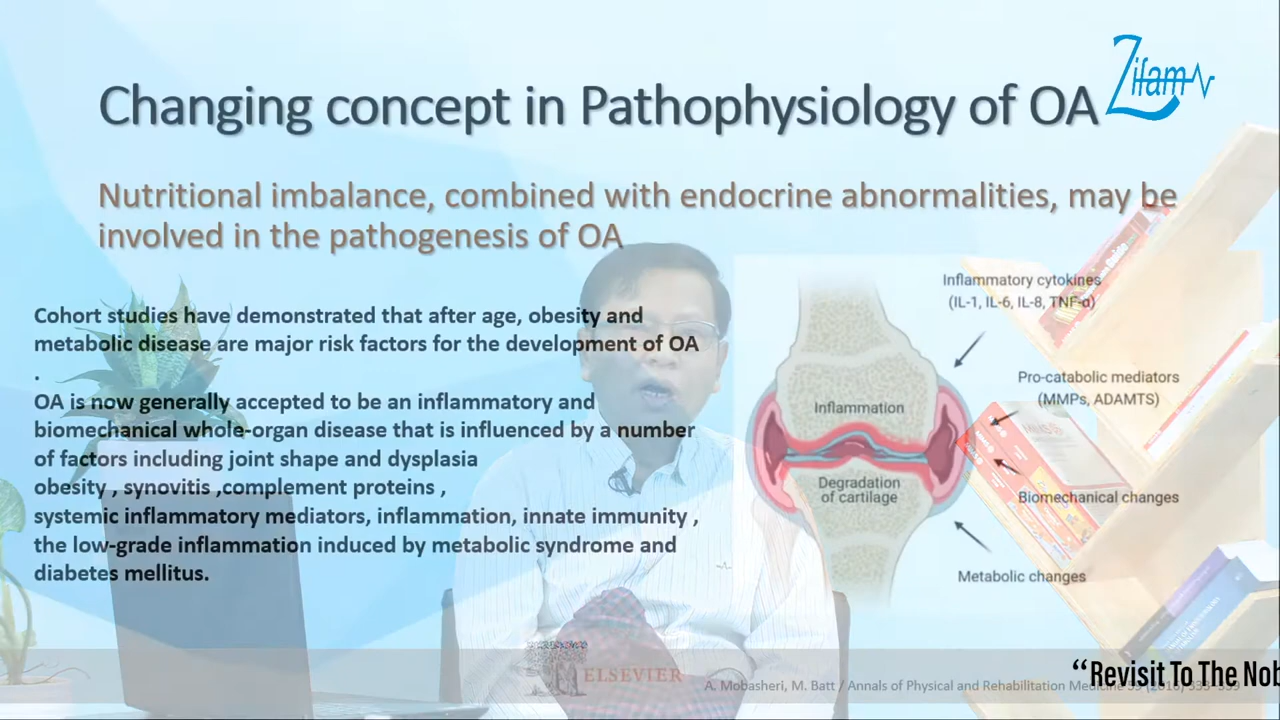 Zifam
Changing concept in Pathophysiology of OA
Nutritional imbalance, combined with endocrine abnormalities, may be
involved in the pathogenesis of OA
Cohort studies have demonstrated that after age, obesity and
metabolic disease are major risk factors for the development of OA
.
OA is now generally accepted to be an inflammatory and
biomechanical whole-organ disease that is influenced by a number
of factors including joint shape and dysplasia
obesity , synovitis ,complement proteins ,
systemic inflammatory mediators, inflammation, innate immunity ,
the low-grade inflammation induced by metabolic syndrome and
diabetes mellitus.
Inflammatory cytokines
(IL-1, IL-6, IL-8, TNF-α)
Pro-catabolic mediators
(MMPs, ADAMTS)
Inflammation
Degradation
of cartilage
Biomechanical changes
Metabolic changes
ELSEVIER
A. Mobasheri, M. Batt / Annals of Physical and Rehabilitation Medicine
“Revisit To The Nob